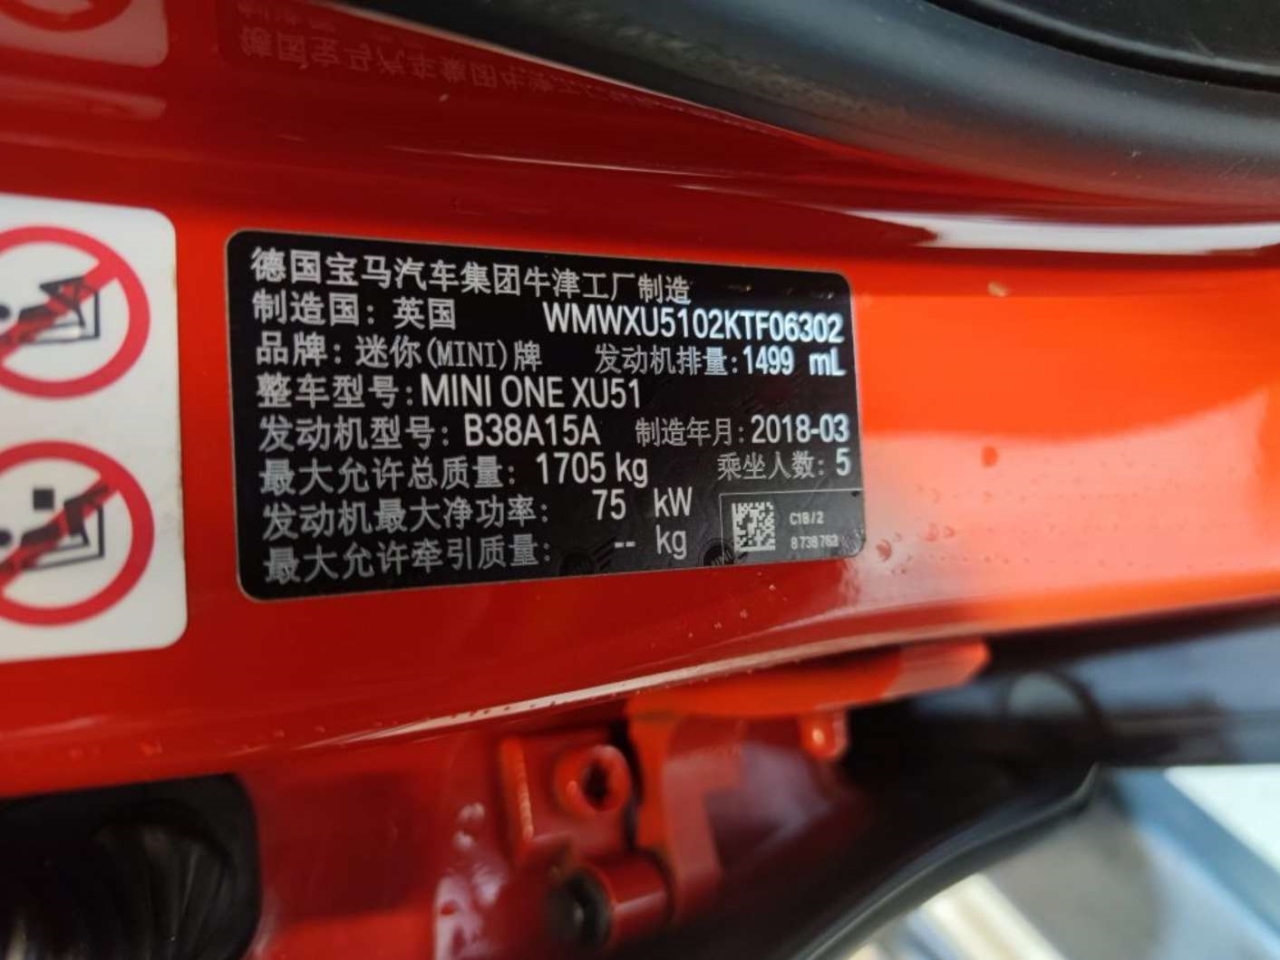 德国宝马汽车集团牛津工厂制造
制造国：英国 WMWXU5102KTF06302
品牌：迷你(MINI)牌 发动机排量：1499 mL
整车型号：MINI ONE XU51
发动机型号：B38A15A 制造年月：2018-03
最大允许总质量：1705 kg 乘坐人数：5
发动机最大净功率：75 kW
最大允许牵引质量：-- kg
C18/2
8738763